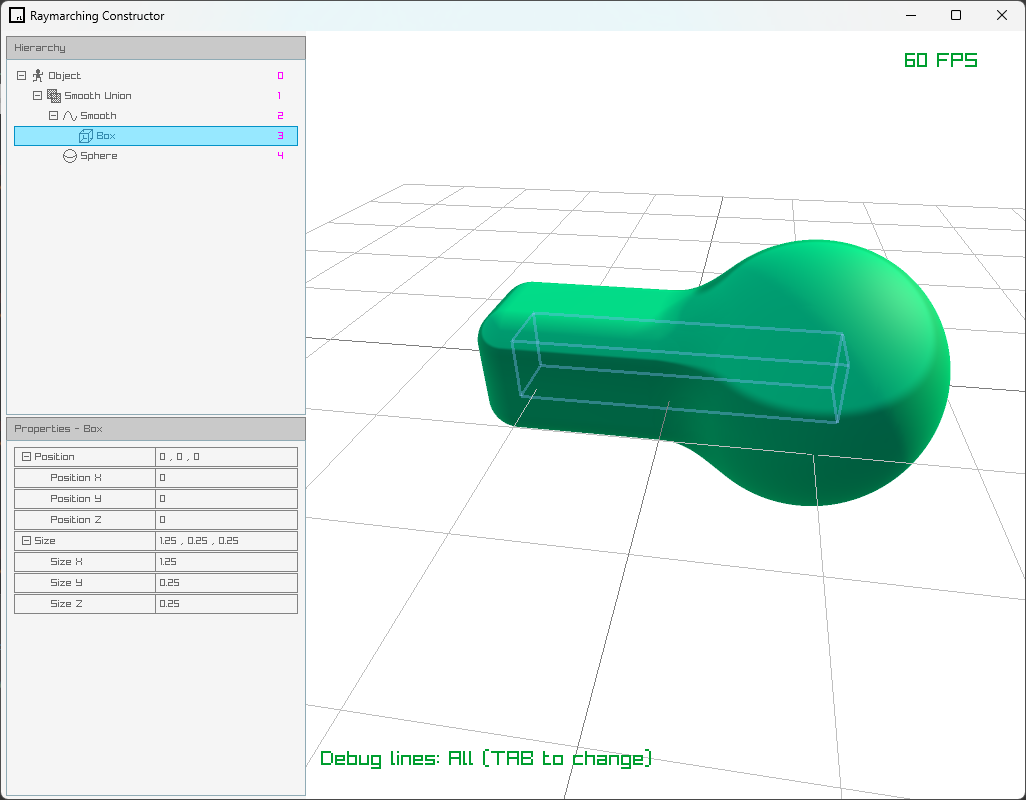 Raymarching Constructor
Hierarchy
60 FPS
Object 0
Smooth Union 1
Smooth 2
Box 3
Sphere 4
Properties - Box
Position 0 , 0 , 0
Position X 0
Position Y 0
Position Z 0
Size 1.25 , 0.25 , 0.25
Size X 1.25
Size Y 0.25
Size Z 0.25
Debug lines: All (TAB to change)